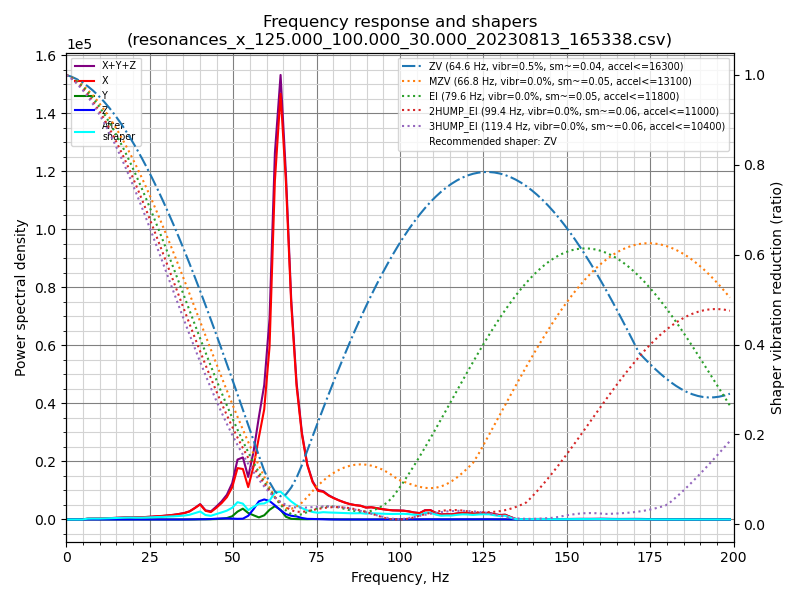 Frequency response and shapers
(resonances_x_125.000_100.000_30.000_20230813_165338.csv)
1e5
X+Y+Z
X
Y
Z
After
shaper
ZV (64.6 Hz, vibr=0.5%, sm~=0.04, accel<=16300)
MZV (66.8 Hz, vibr=0.0%, sm~=0.05, accel<=13100)
EI (79.6 Hz, vibr=0.0%, sm~=0.05, accel<=11800)
2HUMP_EI (99.4 Hz, vibr=0.0%, sm~=0.06, accel<=11000)
3HUMP_EI (119.4 Hz, vibr=0.0%, sm~=0.06, accel<=10400)
Recommended shaper: ZV
Power spectral density
1.6
1.4
1.2
1.0
0.8
0.6
0.4
0.2
0.0
1.0
0.8
0.6
0.4
0.2
0.0
Shaper vibration reduction (ratio)
0 25 50 75 100 125 150 175 200
Frequency, Hz